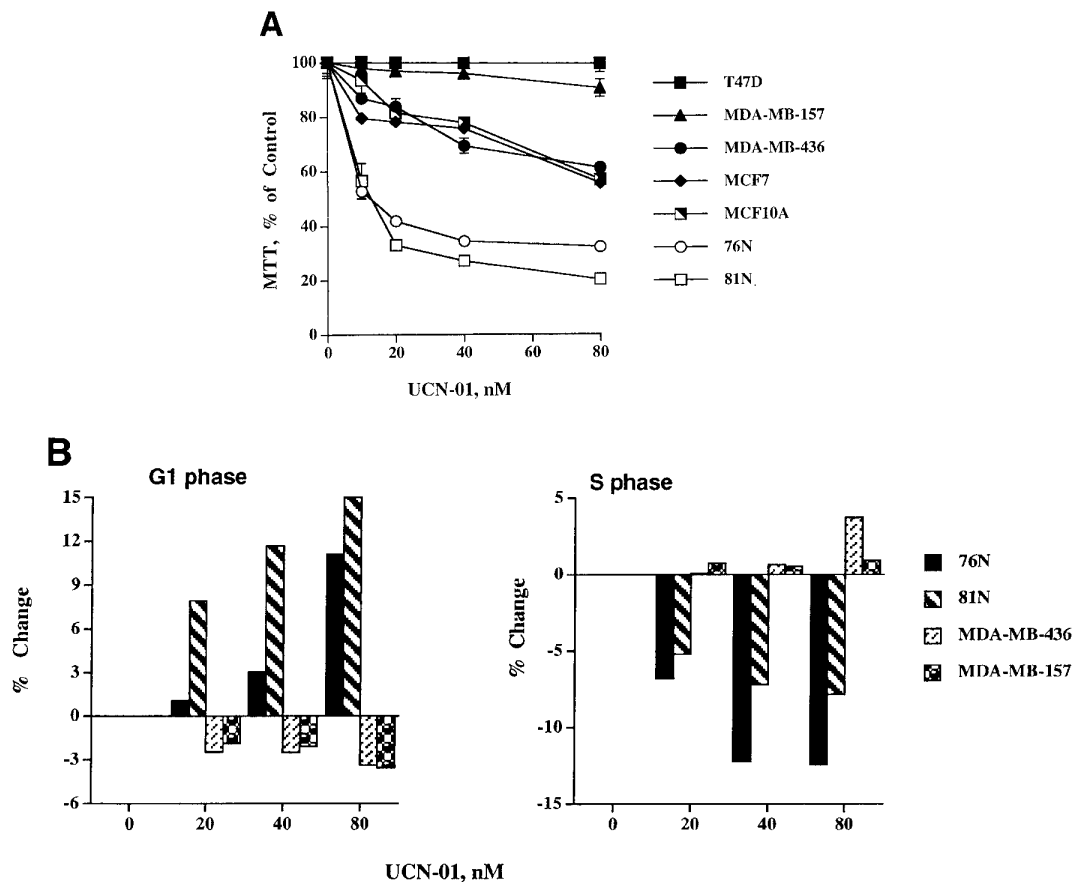 A
MTT, % of Control
100
80
60
40
20
0
0 20 40 60 80
UCN-01, nM
T47D
MDA-MB-157
MDA-MB-436
MCF7
MCF10A
76N
81N
B
G1 phase
% Change
15
12
9
6
3
0
-3
-6
0 20 40 80
S phase
% Change
5
0
-5
-10
-15
0 20 40 80
76N
81N
MDA-MB-436
MDA-MB-157
UCN-01, nM